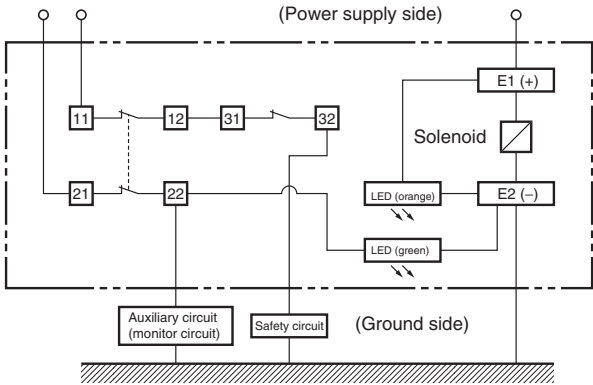 (Power supply side)
E1 (+)
11
12
31
32
Solenoid
21
22
LED (orange)
E2 (–)
LED (green)
Auxiliary circuit
(monitor circuit)
Safety circuit
(Ground side)